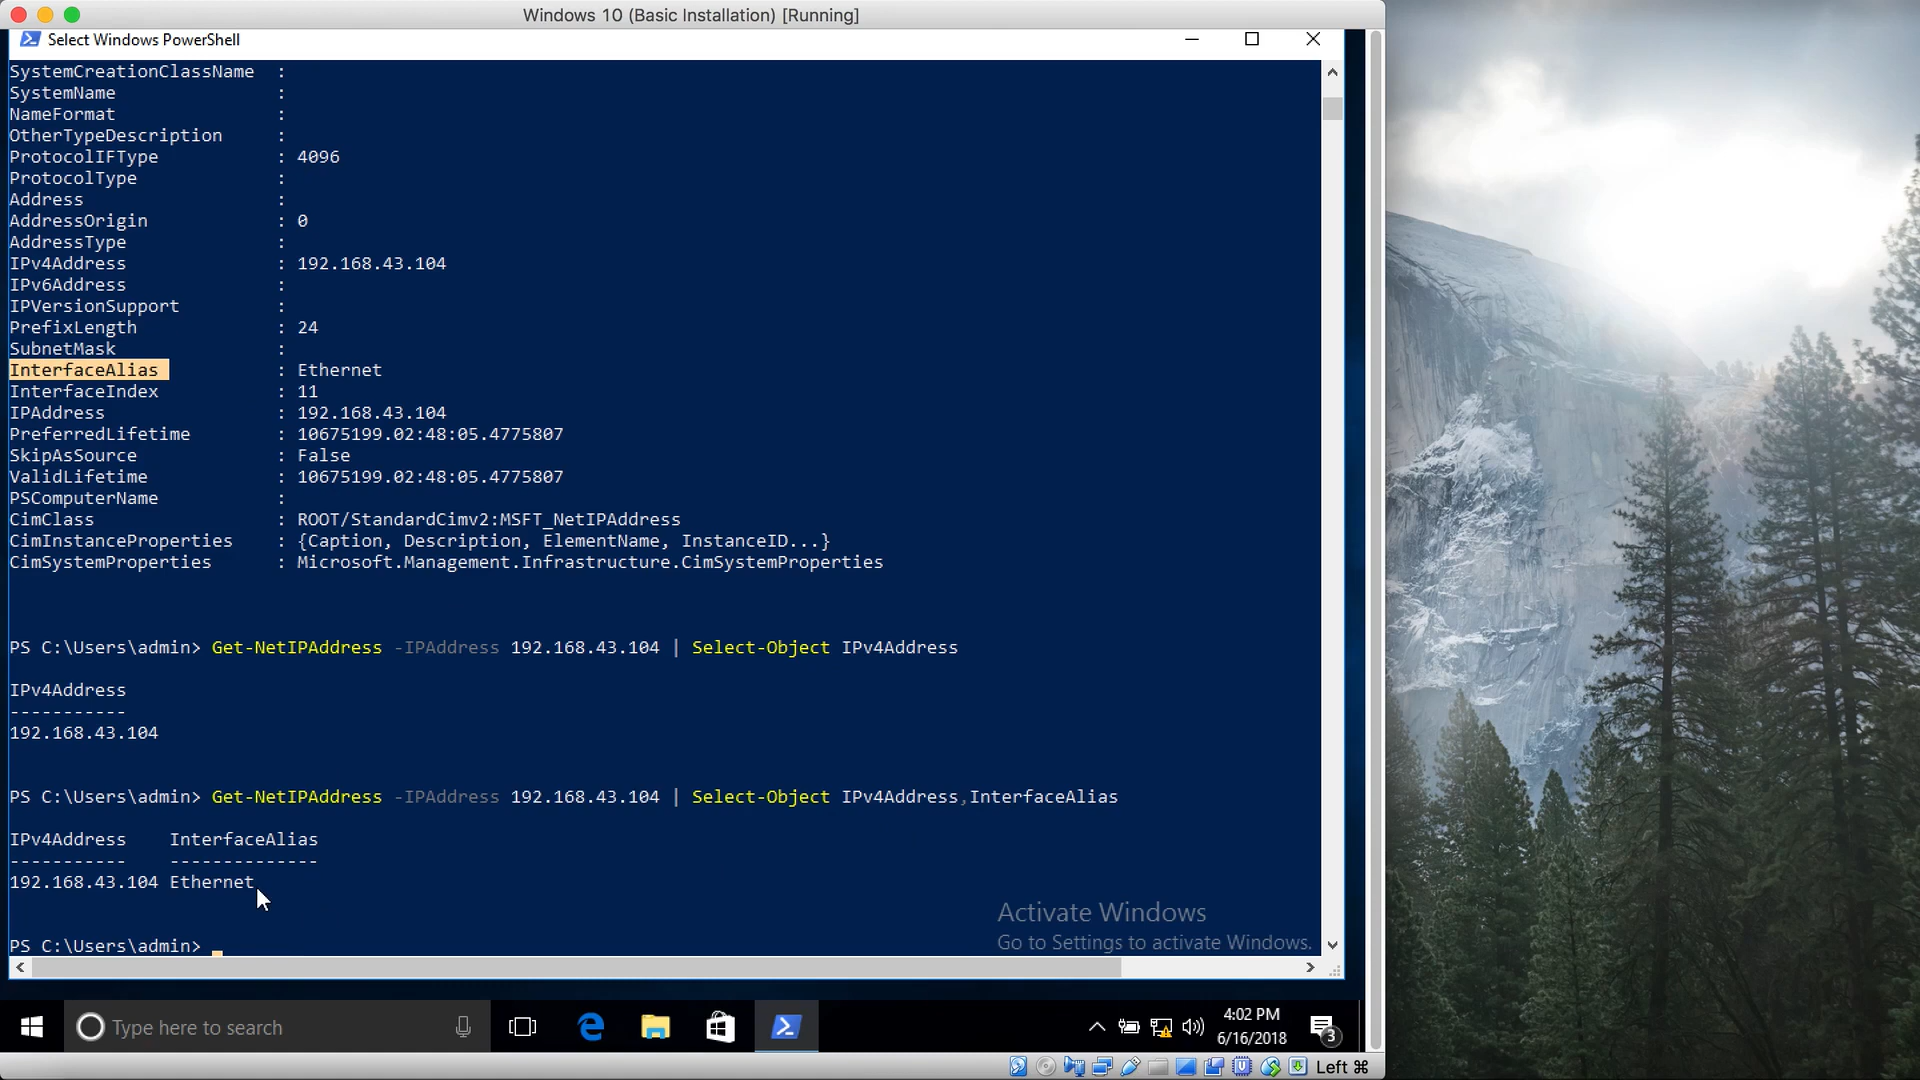 Windows 10 (Basic Installation) [Running]
Select Windows PowerShell
SystemCreationClassName :
SystemName :
NameFormat :
OtherTypeDescription :
ProtocolIFType : 4096
ProtocolType :
Address :
AddressOrigin : 0
AddressType :
IPv4Address : 192.168.43.104
IPv6Address :
IPVersionSupport :
PrefixLength : 24
SubnetMask :
InterfaceAlias : Ethernet
InterfaceIndex : 11
IPAddress : 192.168.43.104
PreferredLifetime : 10675199.02:48:05.4775807
SkipAsSource : False
ValidLifetime : 10675199.02:48:05.4775807
PSComputerName :
CimClass : ROOT/StandardCimv2:MSFT_NetIPAddress
CimInstanceProperties : {Caption, Description, ElementName, InstanceID...}
CimSystemProperties : Microsoft.Management.Infrastructure.CimSystemProperties
PS C:\Users\admin> Get-NetIPAddress -IPAddress 192.168.43.104 | Select-Object IPv4Address
IPv4Address
-----------
192.168.43.104
PS C:\Users\admin> Get-NetIPAddress -IPAddress 192.168.43.104 | Select-Object IPv4Address,InterfaceAlias
IPv4Address InterfaceAlias
----------- --------------
192.168.43.104 Ethernet
PS C:\Users\admin>
Activate Windows
Go to Settings to activate Windows.
Type here to search
4:02 PM
6/16/2018
3
Left ⌘